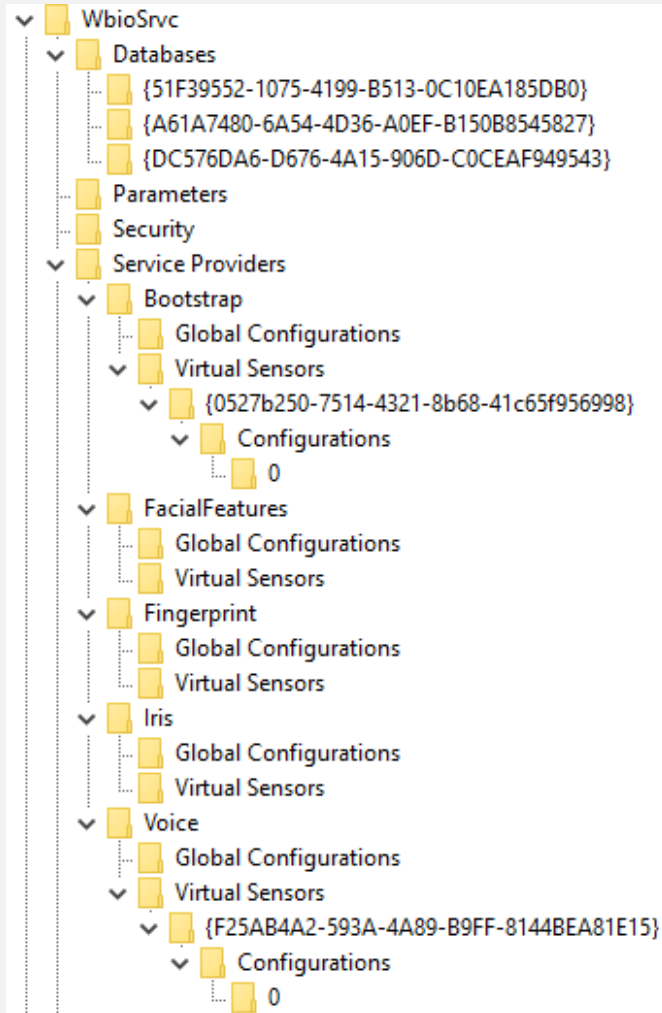 WbioSrvc
Databases
{51F39552-1075-4199-B513-0C10EA185DB0}
{A61A7480-6A54-4D36-A0EF-B150B8545827}
{DC576DA6-D676-4A15-906D-C0CEAF949543}
Parameters
Security
Service Providers
Bootstrap
Global Configurations
Virtual Sensors
{0527b250-7514-4321-8b68-41c65f956998}
Configurations
0
FacialFeatures
Global Configurations
Virtual Sensors
Fingerprint
Global Configurations
Virtual Sensors
Iris
Global Configurations
Virtual Sensors
Voice
Global Configurations
Virtual Sensors
{F25AB4A2-593A-4A89-B9FF-8144BEA81E15}
Configurations
0